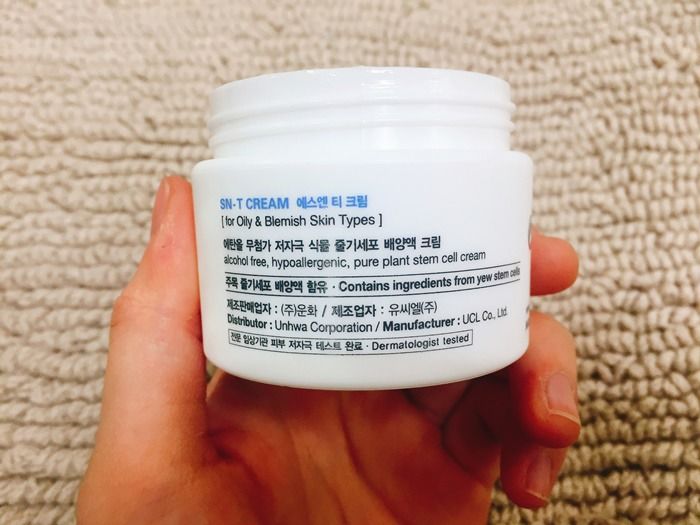 SN-T CREAM 에스엔 티 크림
[ for Oily & Blemish Skin Types ]
에탄올 무첨가 저자극 식물 줄기세포 배양액 크림
alcohol free, hypoallergenic, pure plant stem cell cream
주목 줄기세포 배양액 함유 · Contains ingredients from yew stem cells
제조판매업자 : (주)운화 / 제조업자 : 유씨엘(주)
Distributor : Unhwa Corporation / Manufacturer : UCL Co., Ltd.
전문 임상기관 피부 저자극 테스트 완료 · Dermatologist tested